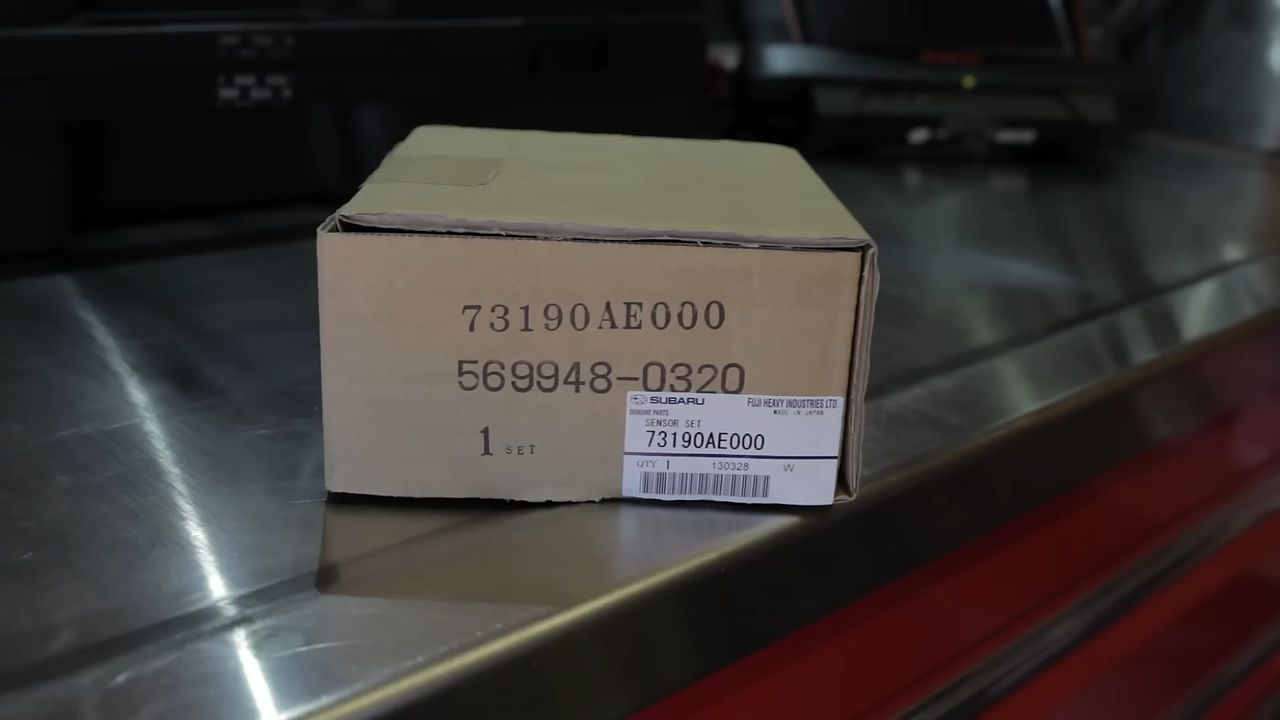 73190AE000
569948-0320
1 SET
SUBARU
FUJI HEAVY INDUSTRIES LTD.
GENUINE PARTS
MADE IN JAPAN
SENSOR SET
73190AE000
QTY 1 130328 W